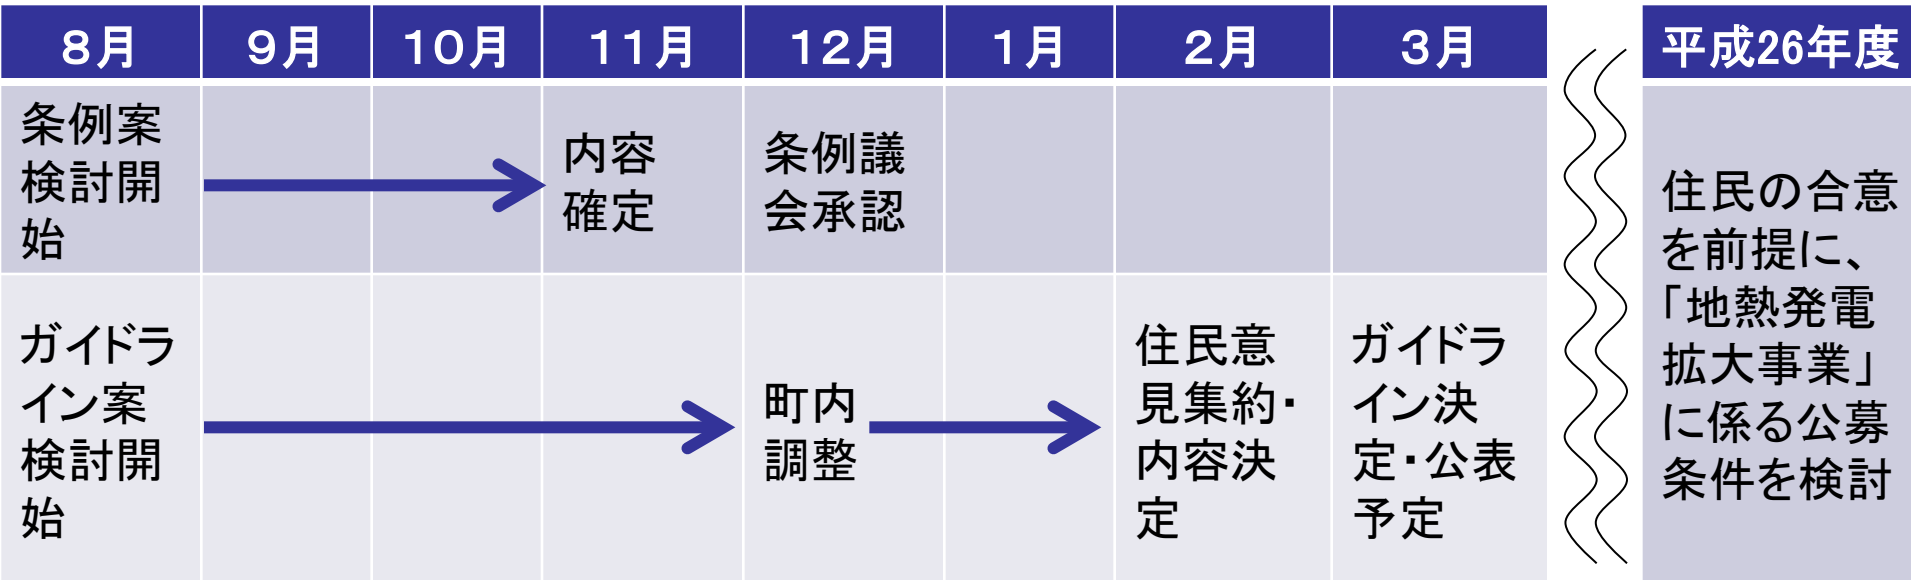 8月
9月
10月
11月
12月
1月
2月
3月
平成26年度
条例案
検討開
始
内容
確定
条例議
会承認
ガイドラ
イン案
検討開
始
町内
調整
住民意
見集約・
内容決
定
ガイドラ
イン決
定・公表
予定
住民の合意
を前提に、
「地熱発電
拡大事業」
に係る公募
条件を検討